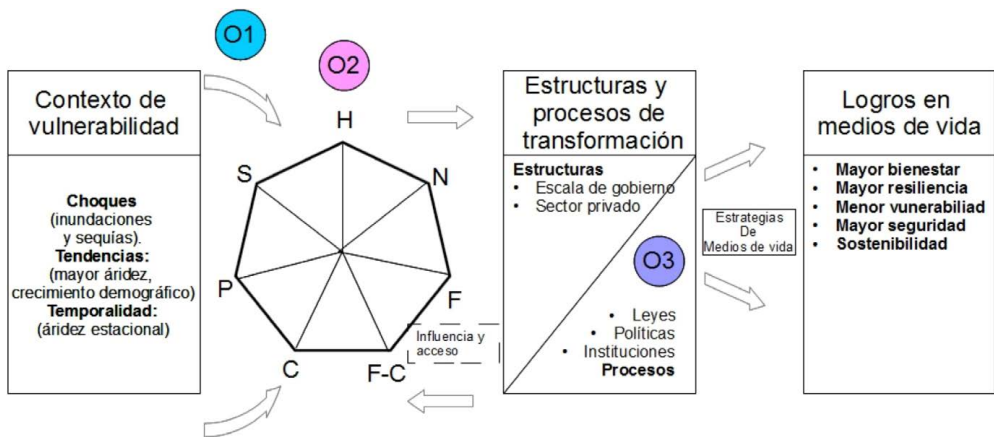 O1
O2
Contexto de
vulnerabilidad
Choques
(inundaciones
y sequías).
Tendencias:
(mayor áridez,
crecimiento demográfico)
Temporalidad:
(áridez estacional)
H
S
N
P
F
C
F-C
Influencia y
acceso
Estructuras y
procesos de
transformación
Estructuras
• Escala de gobierno
• Sector privado
O3
• Leyes
• Políticas
• Instituciones
Procesos
Estrategias
De
Medios de vida
Logros en
medios de vida
• Mayor bienestar
• Mayor resiliencia
• Menor vunerabiliad
• Mayor seguridad
• Sostenibilidad